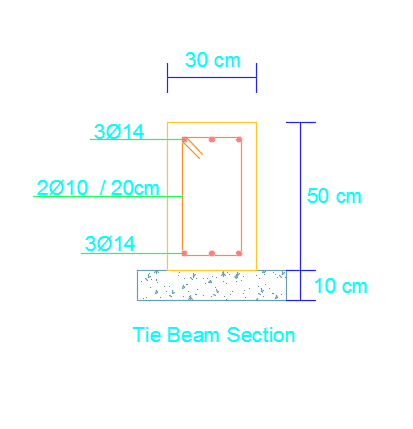 30 cm
3Ø14
2Ø10 / 20cm
50 cm
3Ø14
10 cm
Tie Beam Section